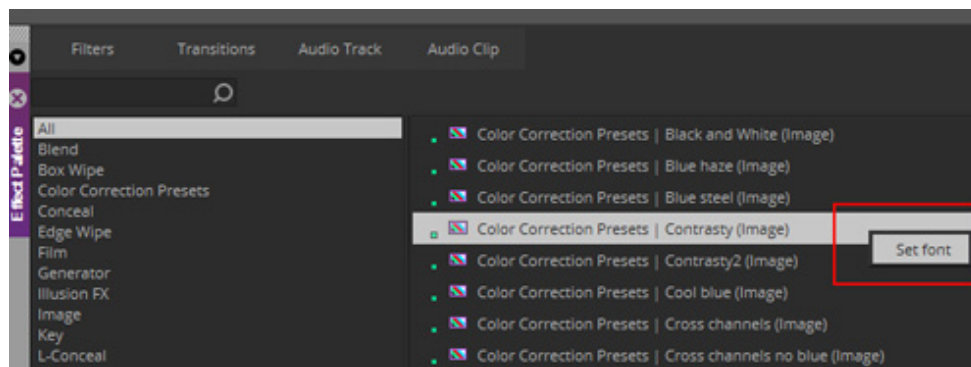 Filters Transitions Audio Track Audio Clip
Effect Palette
All
Blend
Box Wipe
Color Correction Presets
Conceal
Edge Wipe
Film
Generator
Illusion FX
Image
Key
L-Conceal
Color Correction Presets | Black and White (Image)
Color Correction Presets | Blue haze (Image)
Color Correction Presets | Blue steel (Image)
Color Correction Presets | Contrasty (Image)
Set font
Color Correction Presets | Contrasty2 (Image)
Color Correction Presets | Cool blue (Image)
Color Correction Presets | Cross channels (Image)
Color Correction Presets | Cross channels no blue (Image)